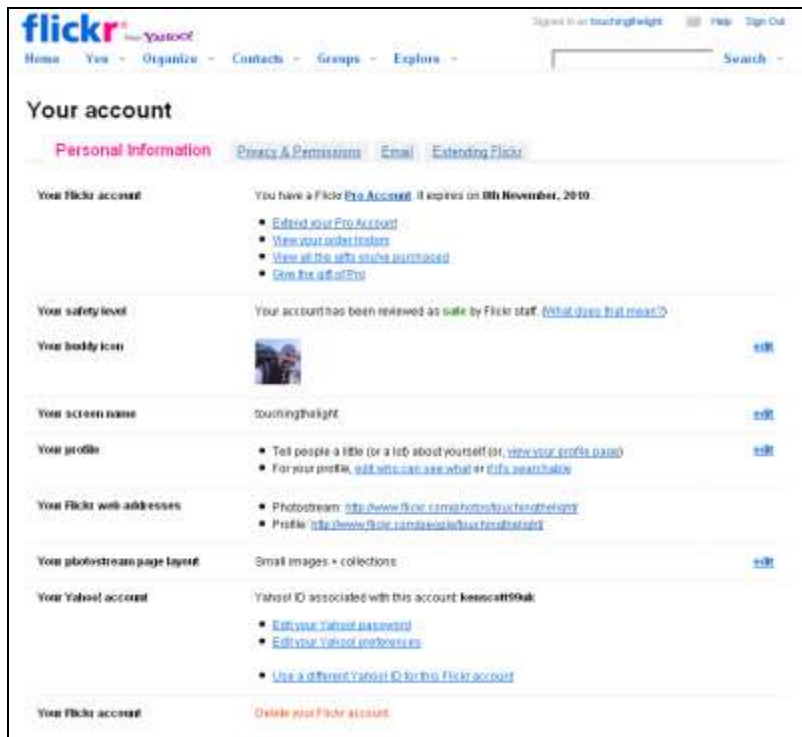 flickr from YAHOO!
Signed in as touchingthelight Help Sign Out
Home You Organize Contacts Groups Explore Search
Your account
Personal Information Privacy & Permissions Email Extending Flickr
Your Flickr account You have a Flickr Pro Account. It expires on 8th November, 2010.
Extend your Pro Account
View your order history
View all the gifts you've purchased
Give the gift of Pro
Your safety level Your account has been reviewed as safe by Flickr staff. (What does that mean?)
Your buddy icon edit
Your screen name touchingthelight edit
Your profile Tell people a little (or a lot) about yourself (or, view your profile page) edit
For your profile, edit who can see what or if it's searchable
Your Flickr web addresses Photostream: http://www.flickr.com/photos/touchingthelight/
Profile: http://www.flickr.com/people/touchingthelight/
Your photostream page layout Small images + collections edit
Your Yahoo! account Yahoo! ID associated with this account: kenscott99uk
Edit your Yahoo! password
Edit your Yahoo! preferences
Use a different Yahoo! ID for this Flickr account
Your Flickr account Delete your Flickr account